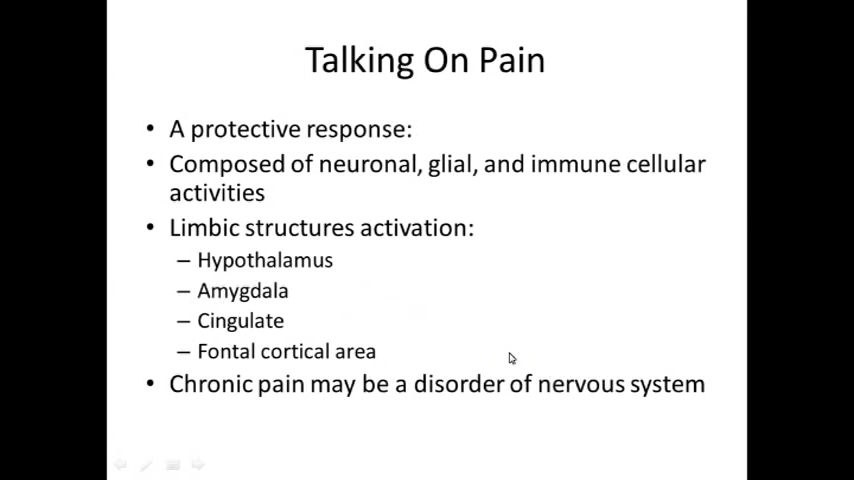 Talking On Pain
• A protective response:
• Composed of neuronal, glial, and immune cellular
activities
• Limbic structures activation:
– Hypothalamus
– Amygdala
– Cingulate
– Fontal cortical area
• Chronic pain may be a disorder of nervous system